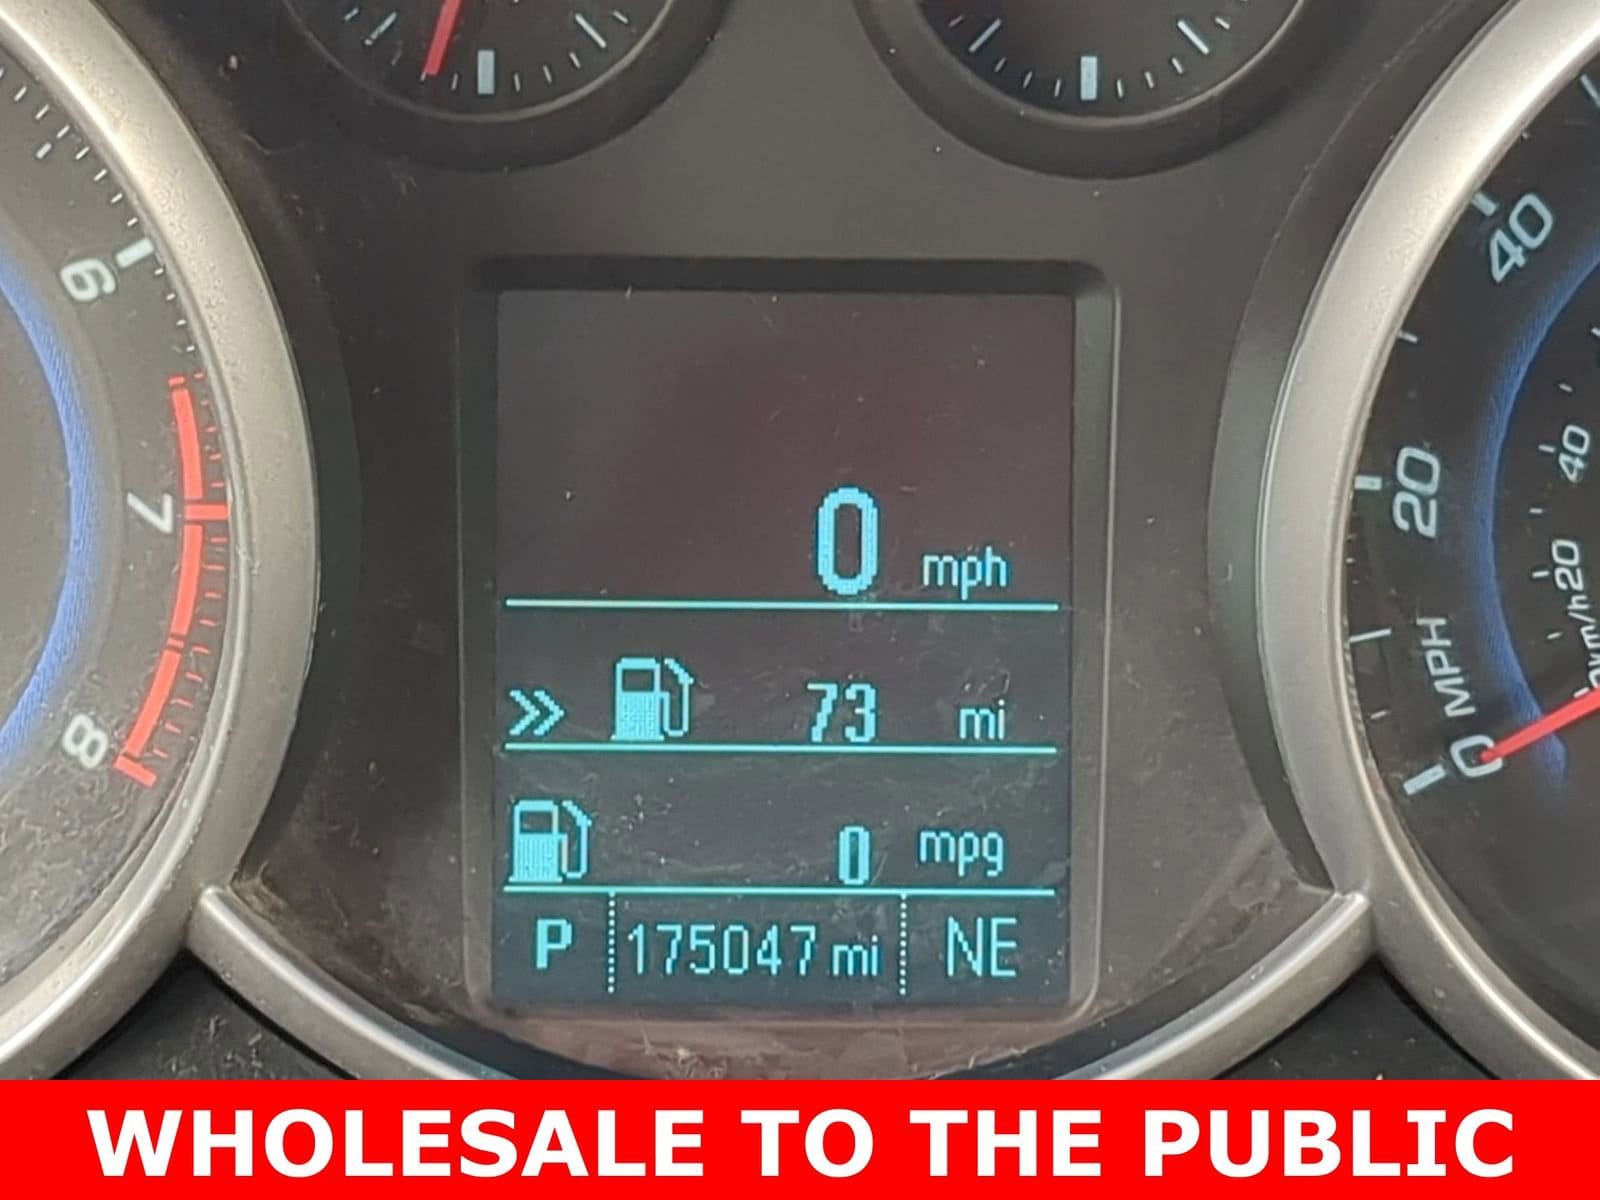 6
7
8
0 mph
73 mi
0 mpg
P 175047 mi NE
40
20
0 MPH
40
20
km/h
WHOLESALE TO THE PUBLIC